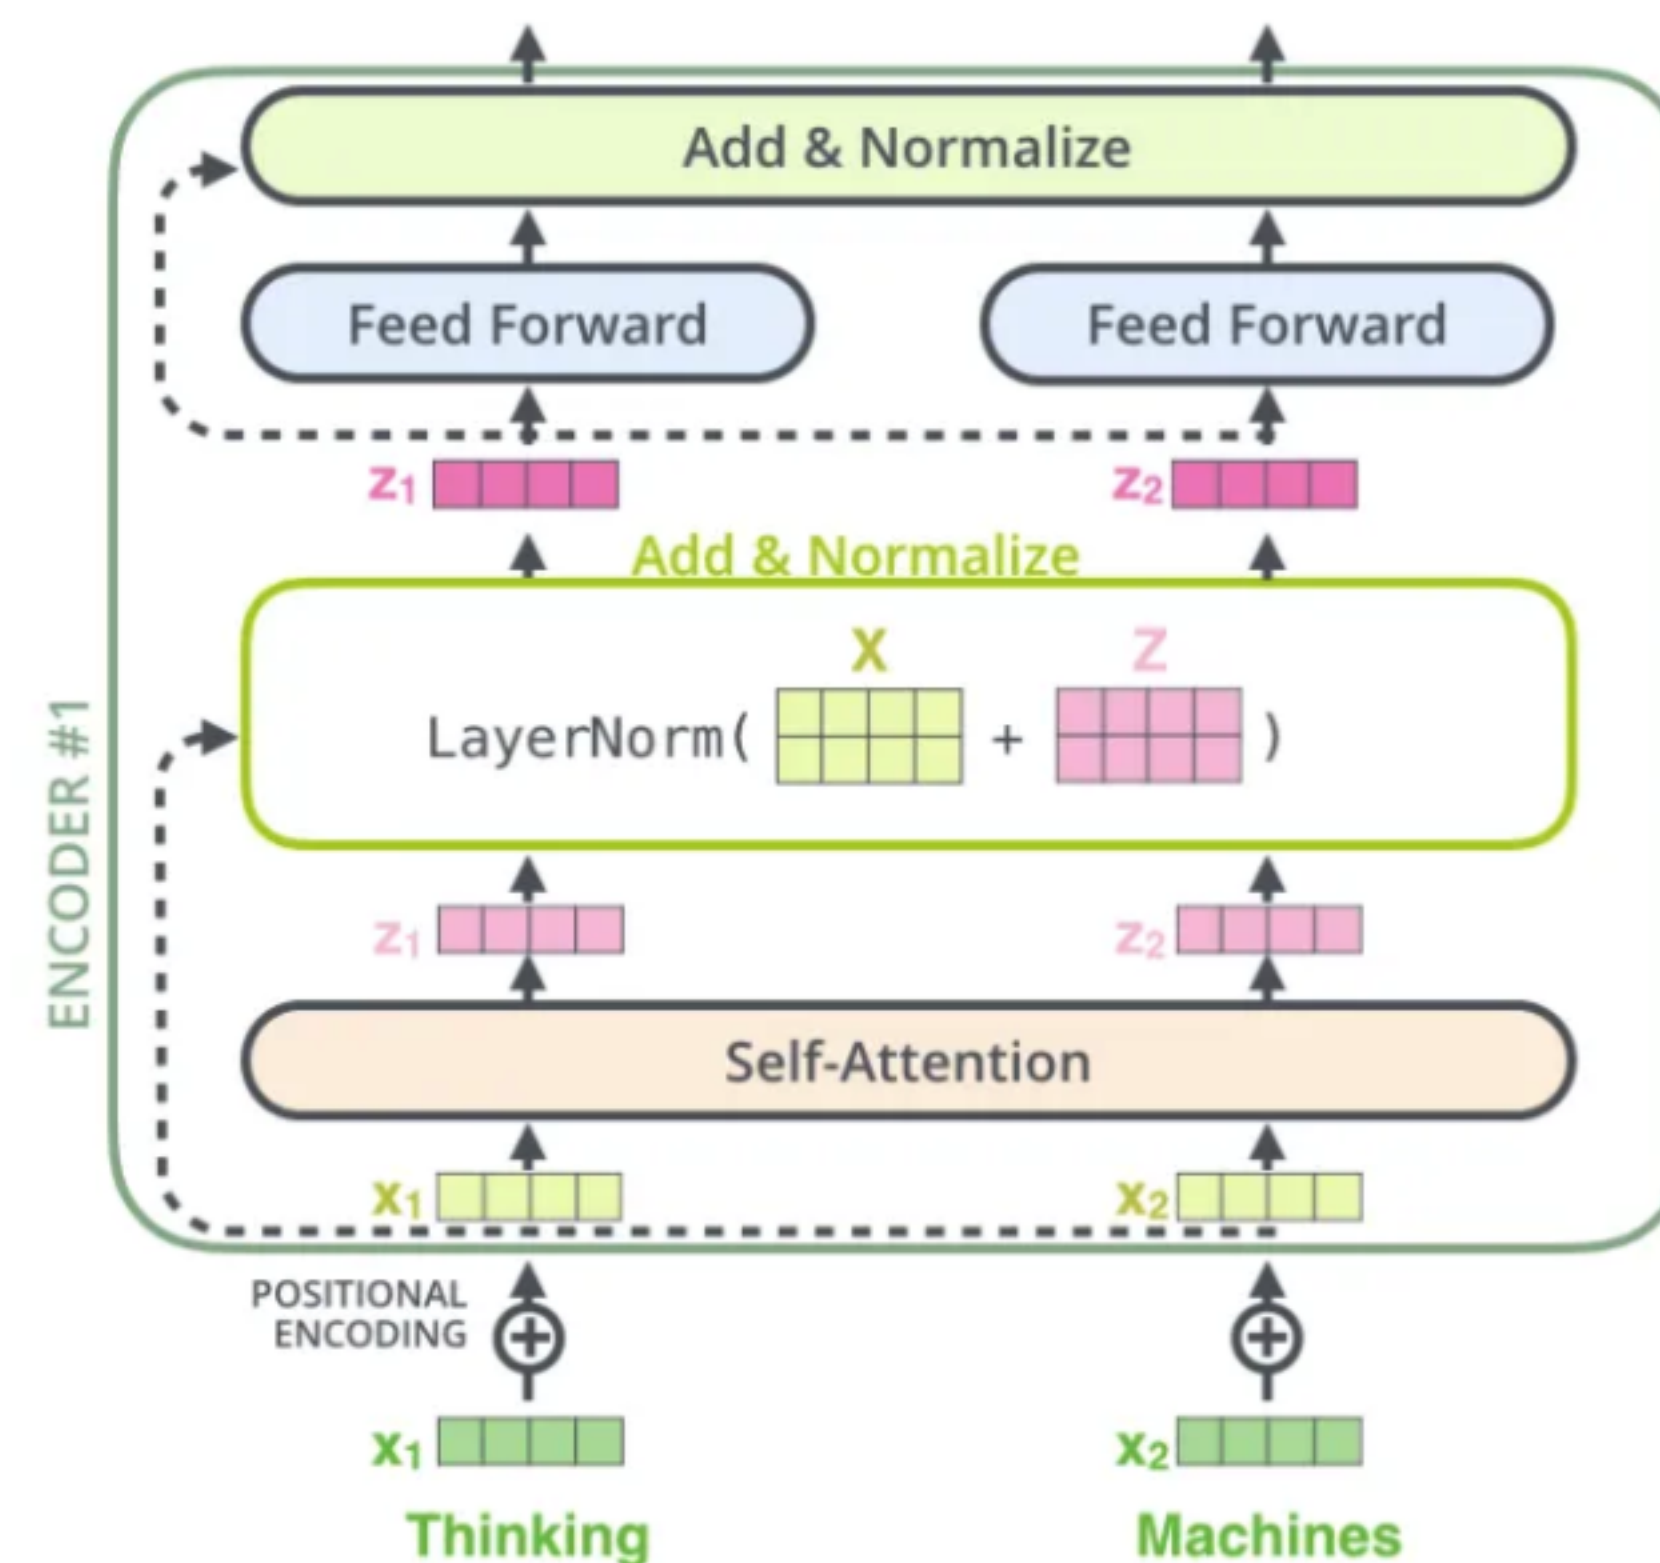 Add & Normalize
Feed Forward Feed Forward
z1 z2
Add & Normalize
X Z
LayerNorm( + )
ENCODER #1
z1 z2
Self-Attention
x1 x2
POSITIONAL
ENCODING
x1 x2
Thinking Machines